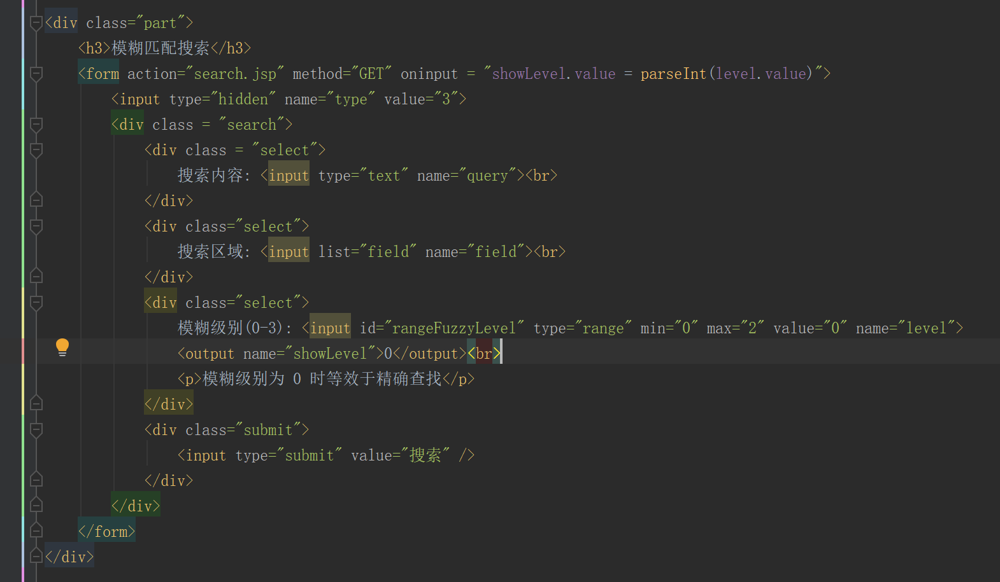 <div class="part">
<h3>模糊匹配搜索</h3>
<form action="search.jsp" method="GET" oninput = "showLevel.value = parseInt(level.value)">
<input type="hidden" name="type" value="3">
<div class = "search">
<div class = "select">
搜索内容: <input type="text" name="query"><br>
</div>
<div class="select">
搜索区域: <input list="field" name="field"><br>
</div>
<div class="select">
模糊级别(0-3): <input id="rangeFuzzyLevel" type="range" min="0" max="2" value="0" name="level">
<output name="showLevel">0</output><br>
<p>模糊级别为 0 时等效于精确查找</p>
</div>
<div class="submit">
<input type="submit" value="搜索" />
</div>
</div>
</form>
</div>